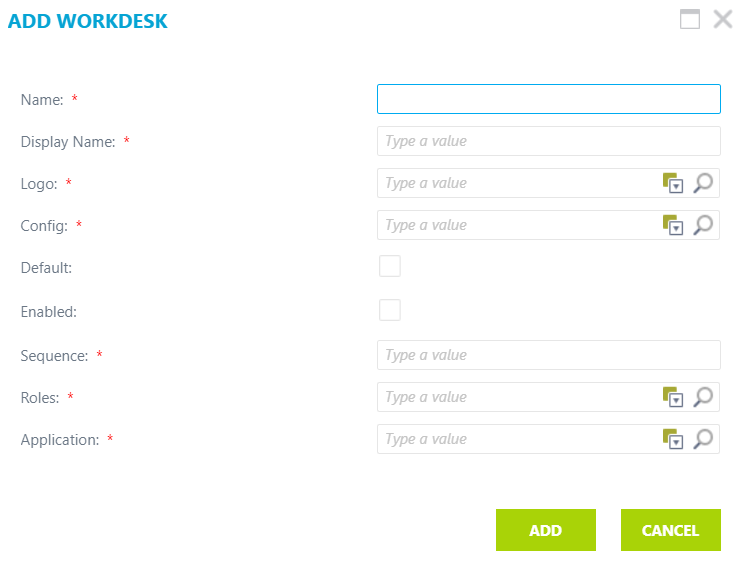 ADD WORKDESK
Name: *
Display Name: * Type a value
Logo: * Type a value
Config: * Type a value
Default:
Enabled:
Sequence: * Type a value
Roles: * Type a value
Application: * Type a value
ADD CANCEL